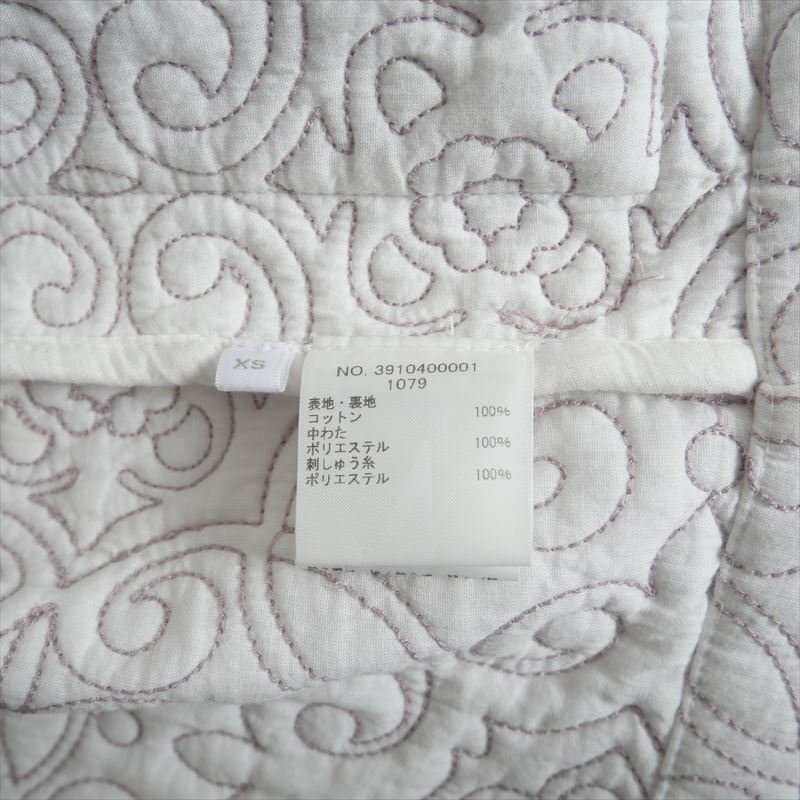 XS
NO. 3910400001
1079
表地・裏地
コットン 100%
中わた
ポリエステル 100%
刺しゅう糸
ポリエステル 100%